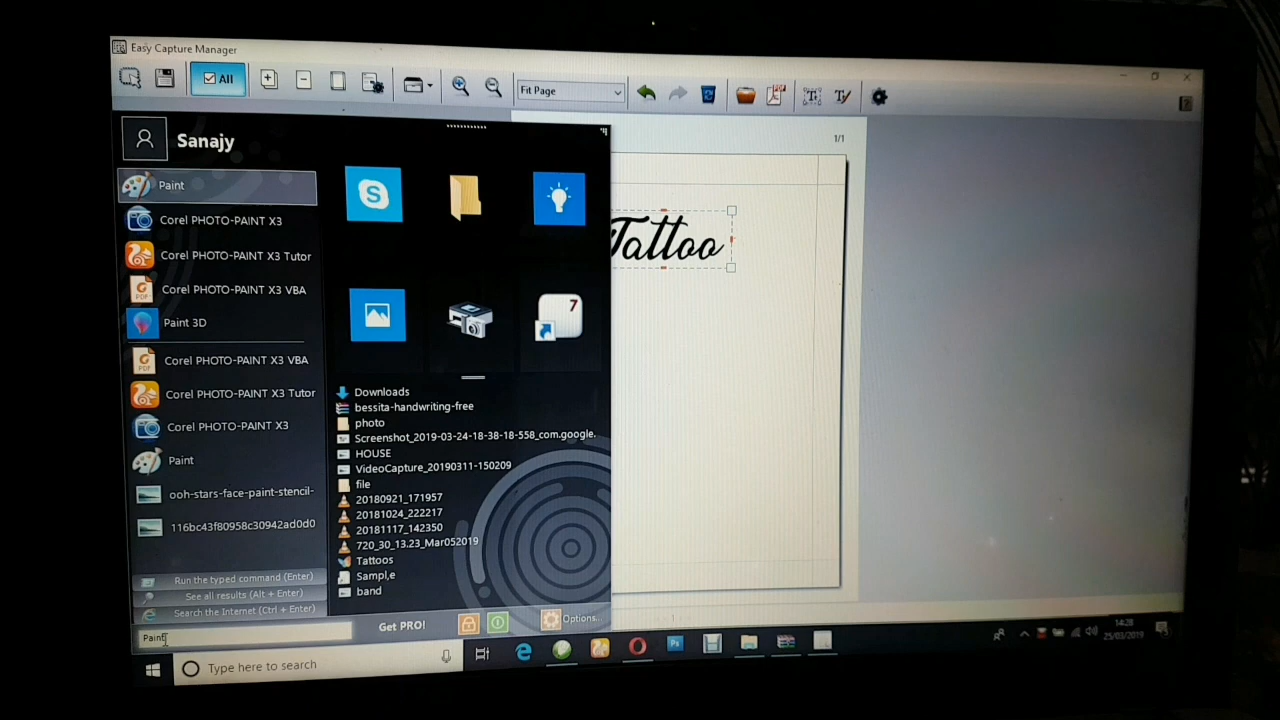 Easy Capture Manager
All
Fit Page
1/1
Sanajy
Paint
Corel PHOTO-PAINT X3
Corel PHOTO-PAINT X3 Tutor
Corel PHOTO-PAINT X3 VBA
Paint 3D
Corel PHOTO-PAINT X3 VBA
Corel PHOTO-PAINT X3 Tutor
Corel PHOTO-PAINT X3
Paint
ooh-stars-face-paint-stencil-
116bc43f80958c30942ad0d0
Run the typed command (Enter)
See all results (Alt + Enter)
Search the Internet (Ctrl + Enter)
Paint
7
Downloads
bessita-handwriting-free
photo
Screenshot_2019-03-24-18-38-18-558_com.google.
HOUSE
VideoCapture_20190311-150209
file
20180921_171957
20181024_222217
20181117_142350
720_30_13.23_Mar052019
Tattoos
Sampl,e
band
Get PRO!
Options...
Tattoo
Type here to search
14:28
25/03/2019